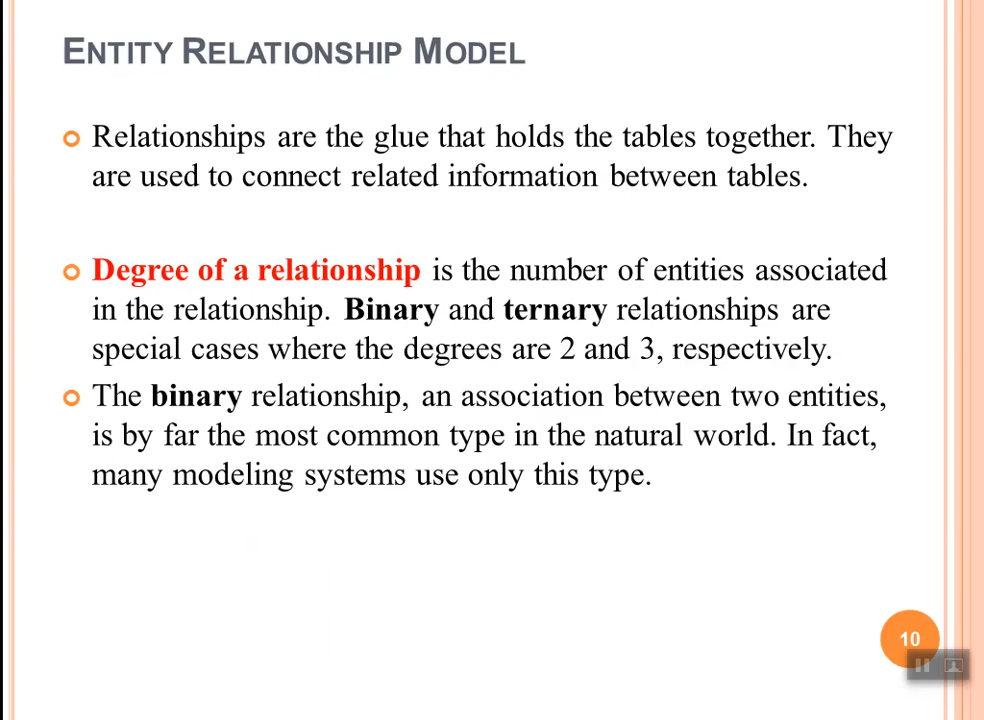 ENTITY RELATIONSHIP MODEL
Relationships are the glue that holds the tables together. They
are used to connect related information between tables.
Degree of a relationship is the number of entities associated
in the relationship. Binary and ternary relationships are
special cases where the degrees are 2 and 3, respectively.
The binary relationship, an association between two entities,
is by far the most common type in the natural world. In fact,
many modeling systems use only this type.
10